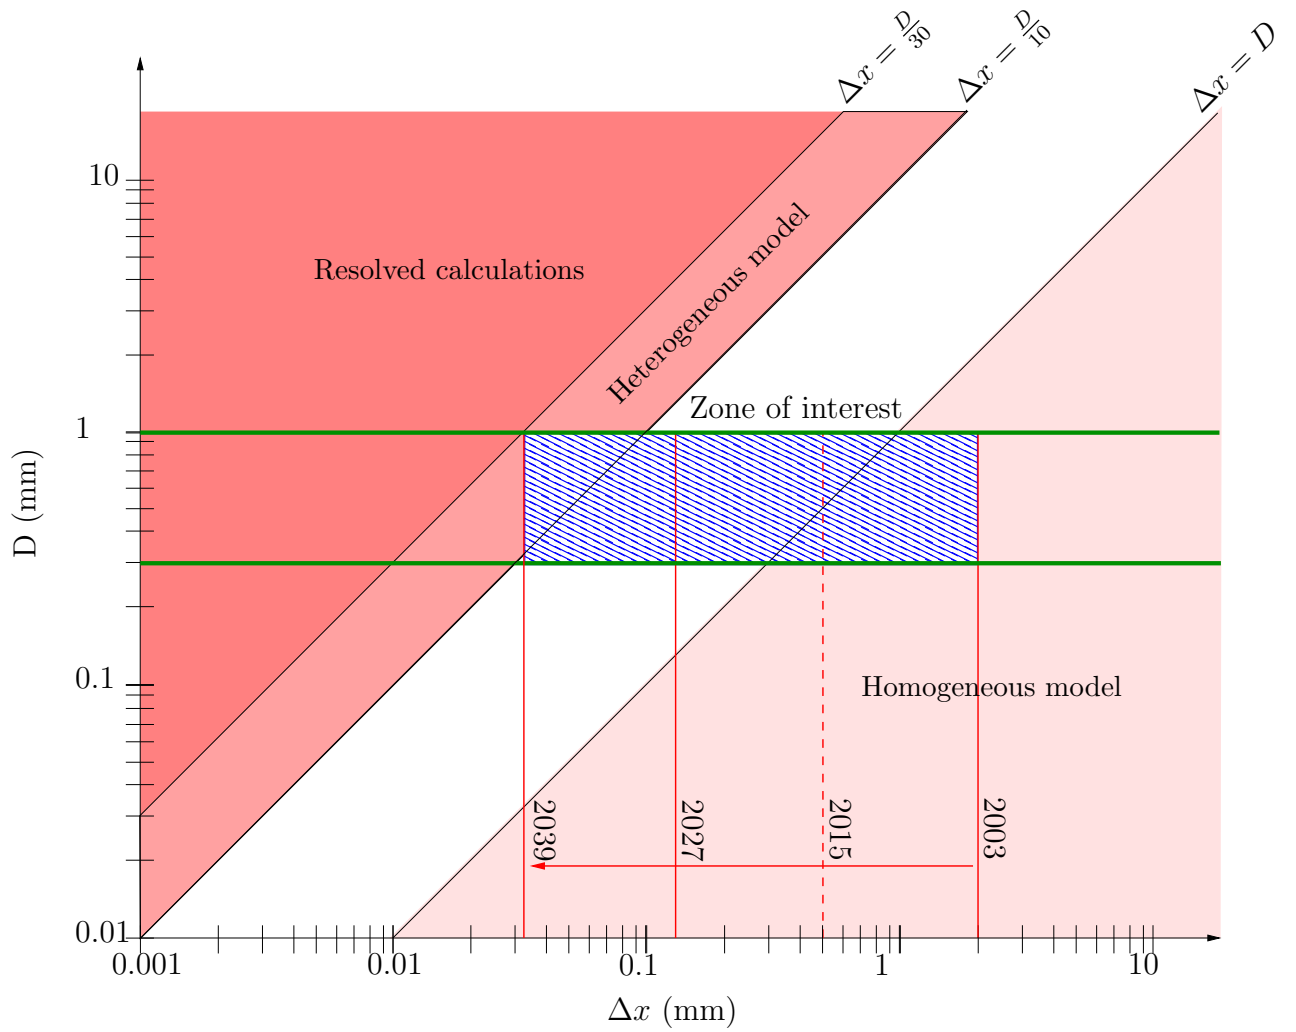 Δx = D/30
Δx = D/10
Δx = D
10
Resolved calculations
Heterogeneous model
Zone of interest
1
D (mm)
0.1
Homogeneous model
2039
2027
2015
2003
0.01
0.001
0.01
0.1
1
10
Δx (mm)